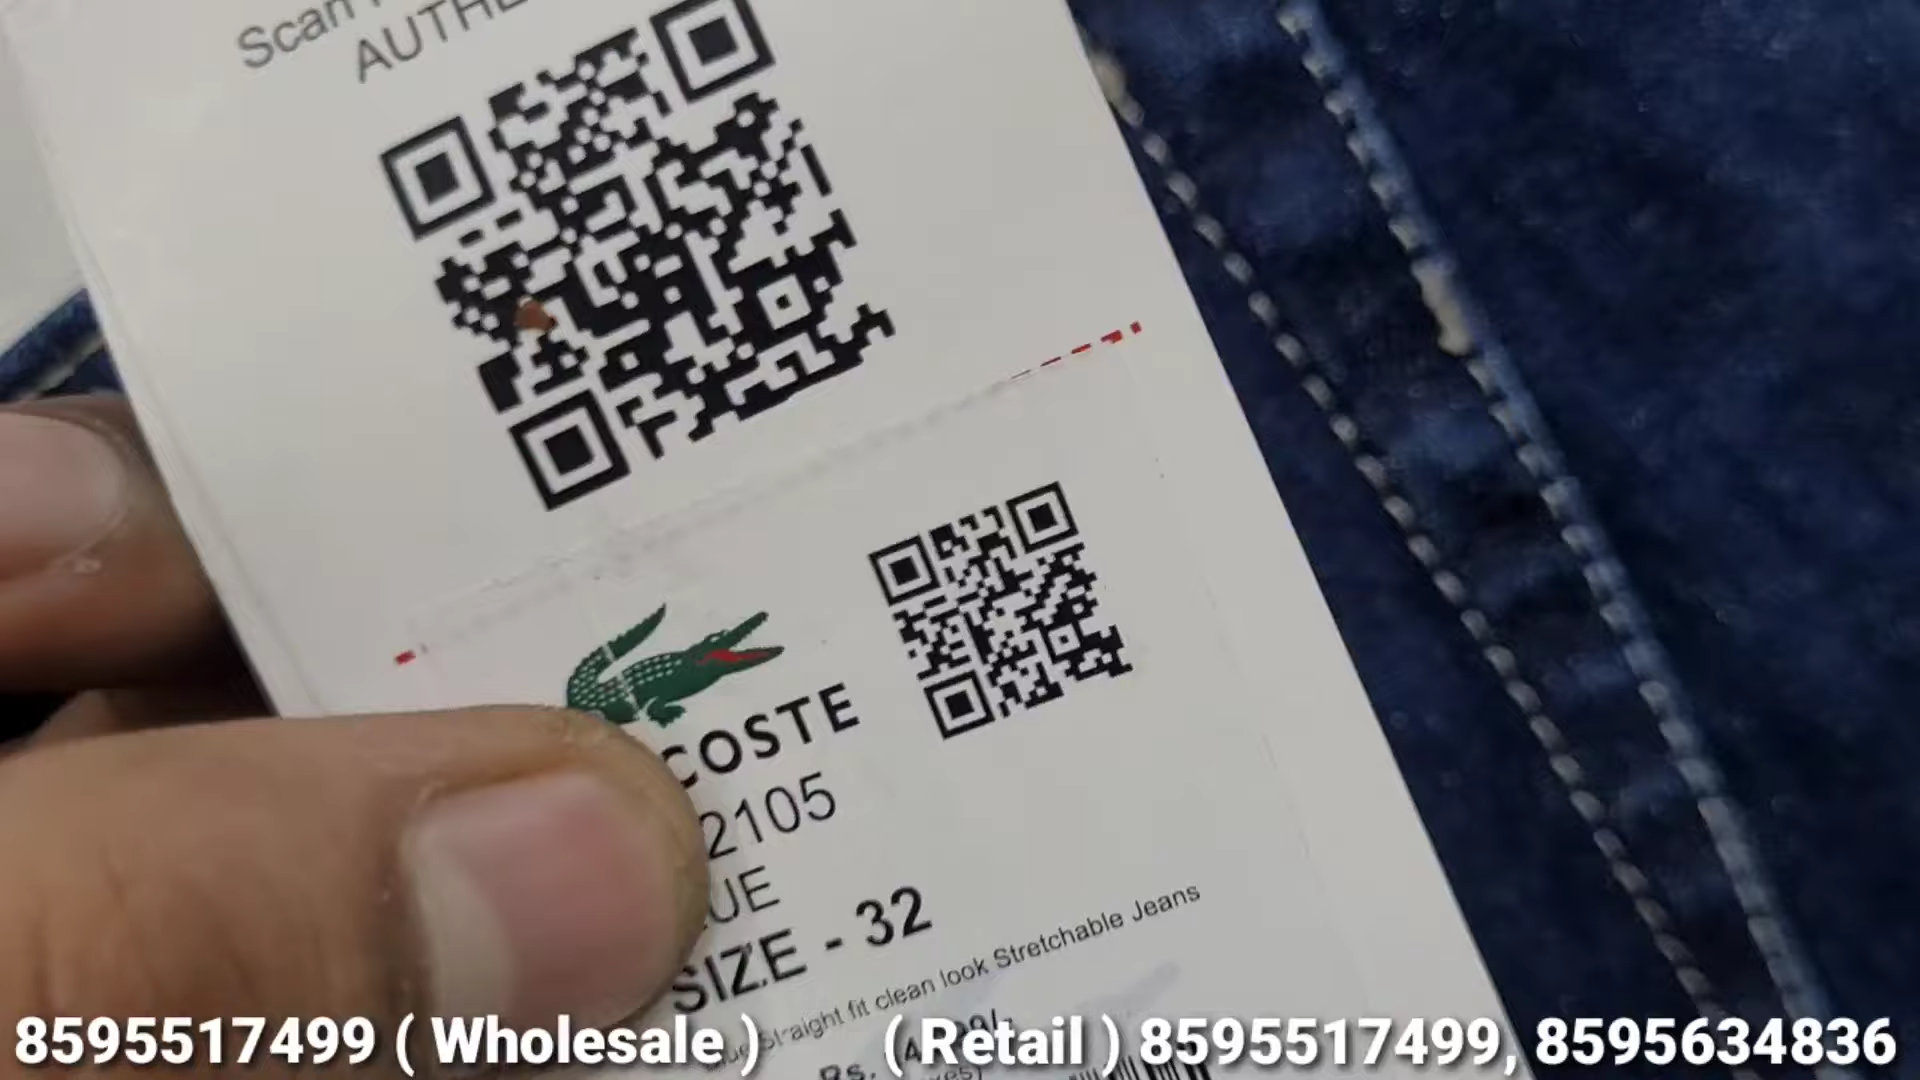 Scan
AUTHE
COSTE
2105
UE
SIZE - 32
Straight fit clean look Stretchable Jeans
Rs.
8595517499 ( Wholesale )
( Retail ) 8595517499, 8595634836